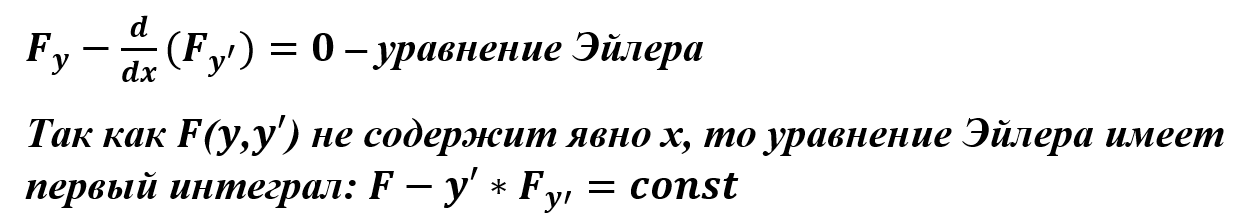 F_y − d/dx (F_y′) = 0 – уравнение Эйлера
Так как F(y,y′) не содержит явно x, то уравнение Эйлера имеет
первый интеграл: F − y′ * F_y′ = const